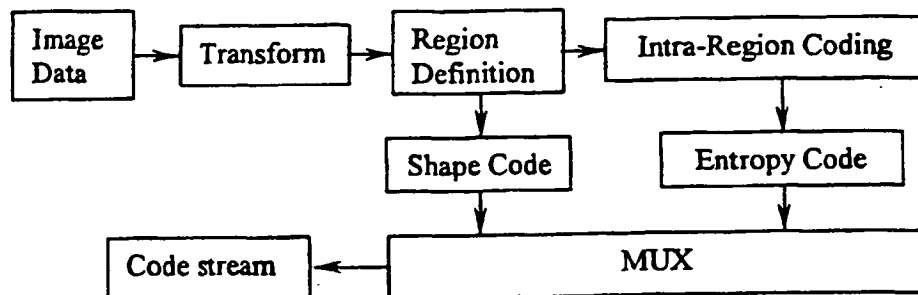 Image
Data
Transform
Region
Definition
Intra-Region Coding
Shape Code
Entropy Code
Code stream
MUX